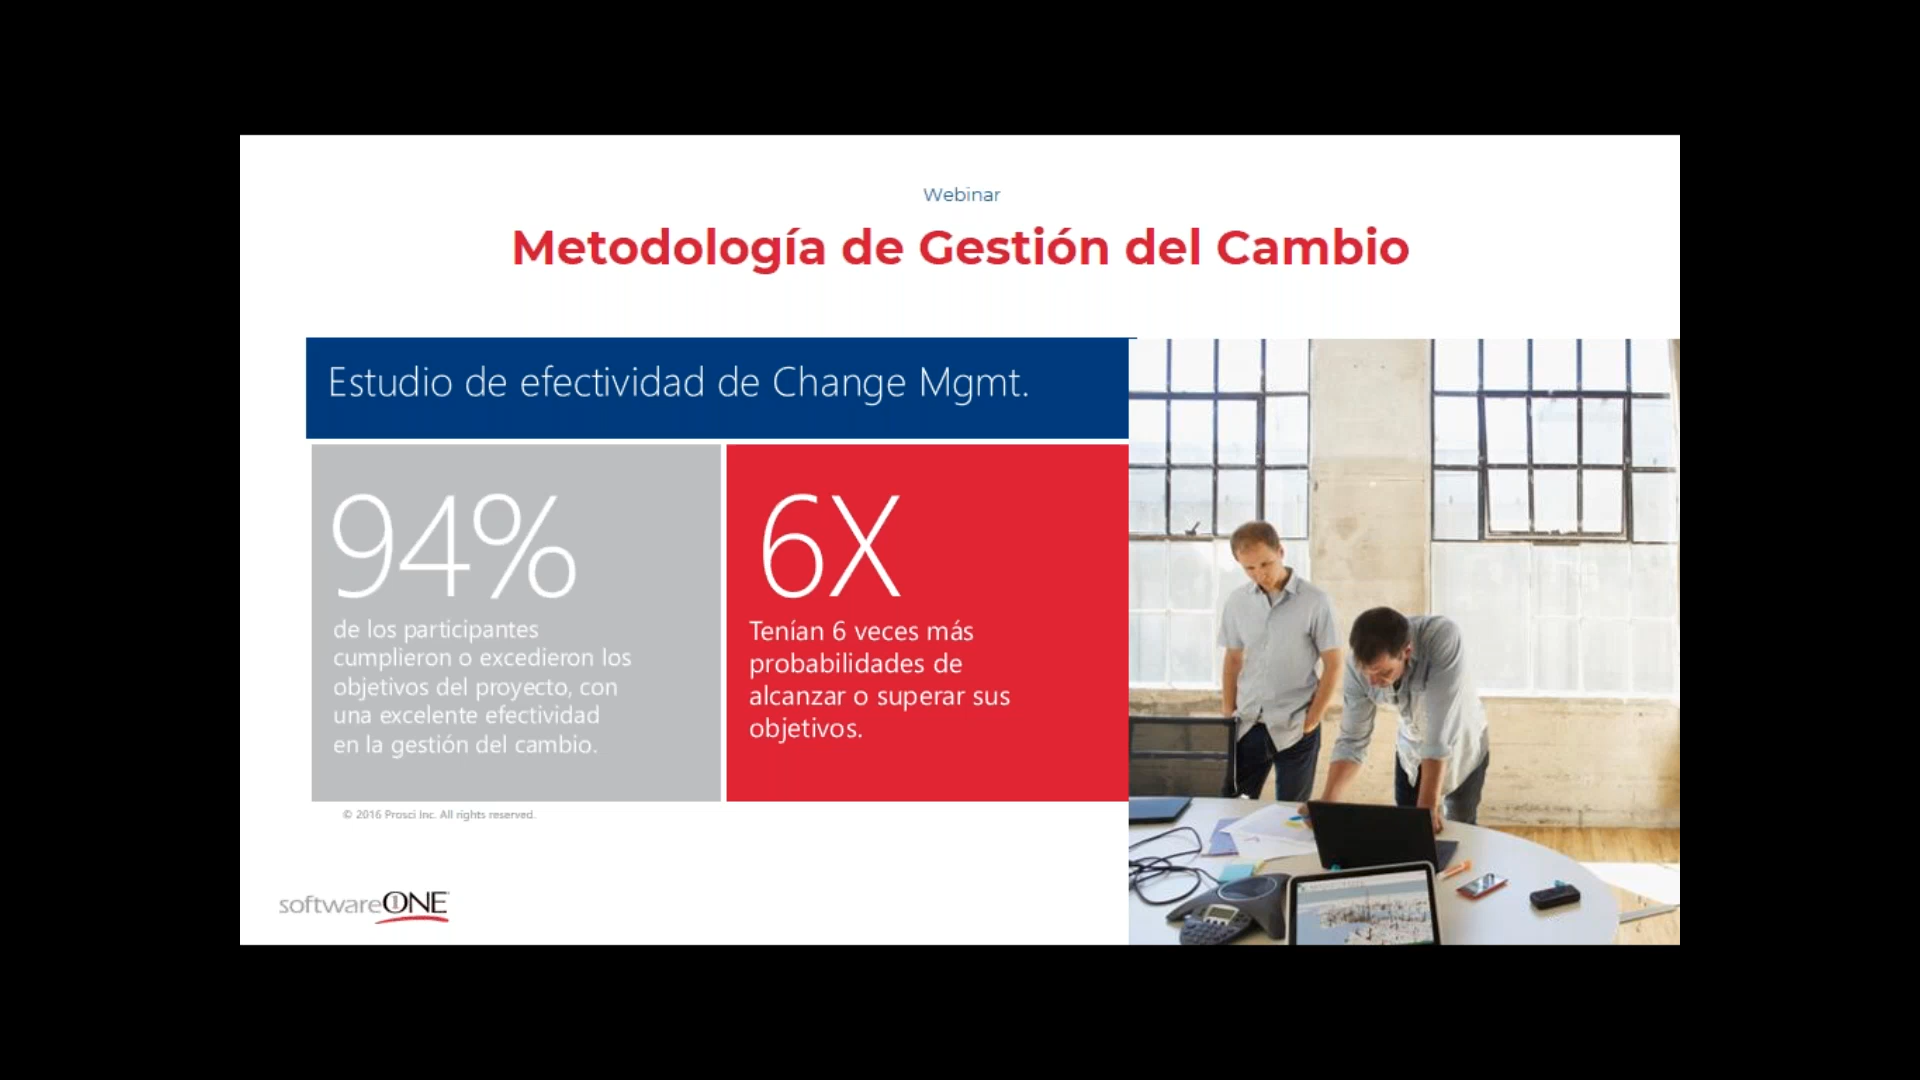 Webinar
Metodología de Gestión del Cambio
Estudio de efectividad de Change Mgmt.
94%
de los participantes
cumplieron o excedieron los
objetivos del proyecto, con
una excelente efectividad
en la gestión del cambio.
6X
Tenían 6 veces más
probabilidades de
alcanzar o superar sus
objetivos.
© 2016 Prosci Inc. All rights reserved.
softwareONE